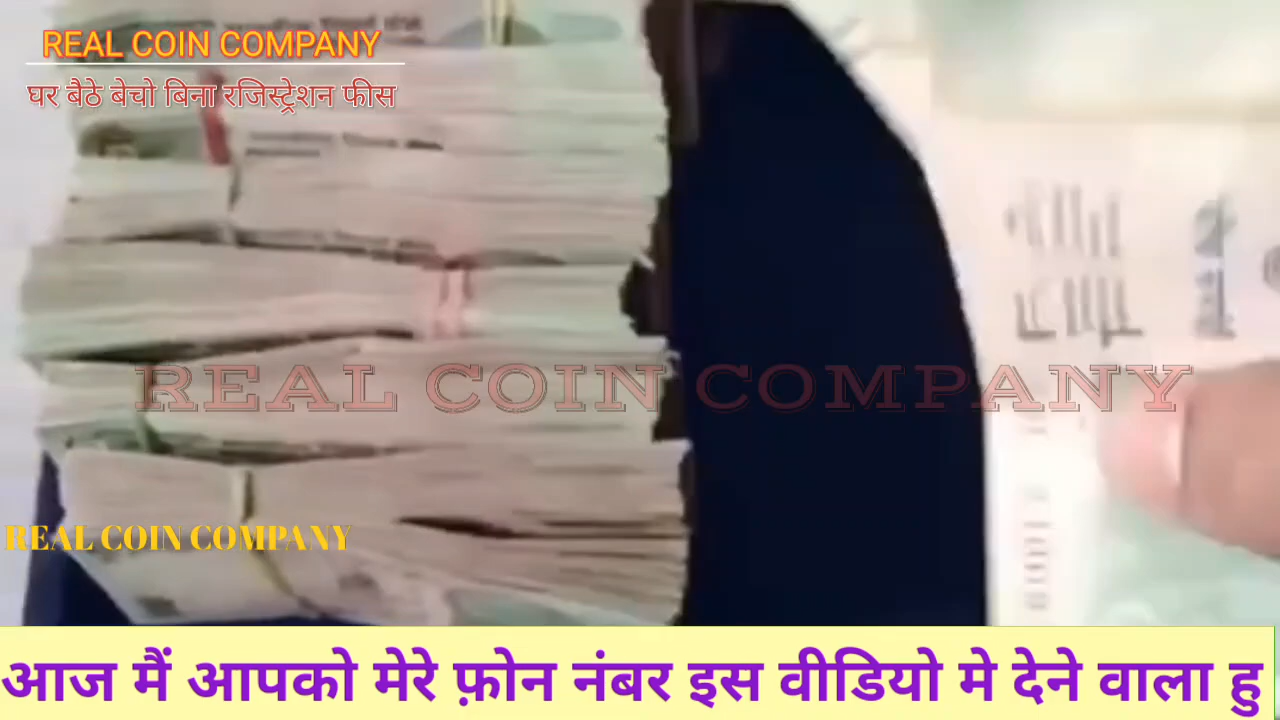 REAL COIN COMPANY
घर बैठे बेचो बिना रजिस्ट्रेशन फीस
REAL COIN COMPANY
REAL COIN COMPANY
आज मैं आपको मेरे फ़ोन नंबर इस वीडियो मे देने वाला हु